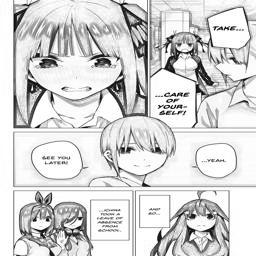 TAKE...
...CARE
OF
YOUR-
SELF!
...YEAH.
SEE YOU
LATER!
AND
SO...
...ICHIKA
TOOK A
LEAVE OF
ABSENCE
FROM
SCHOOL.